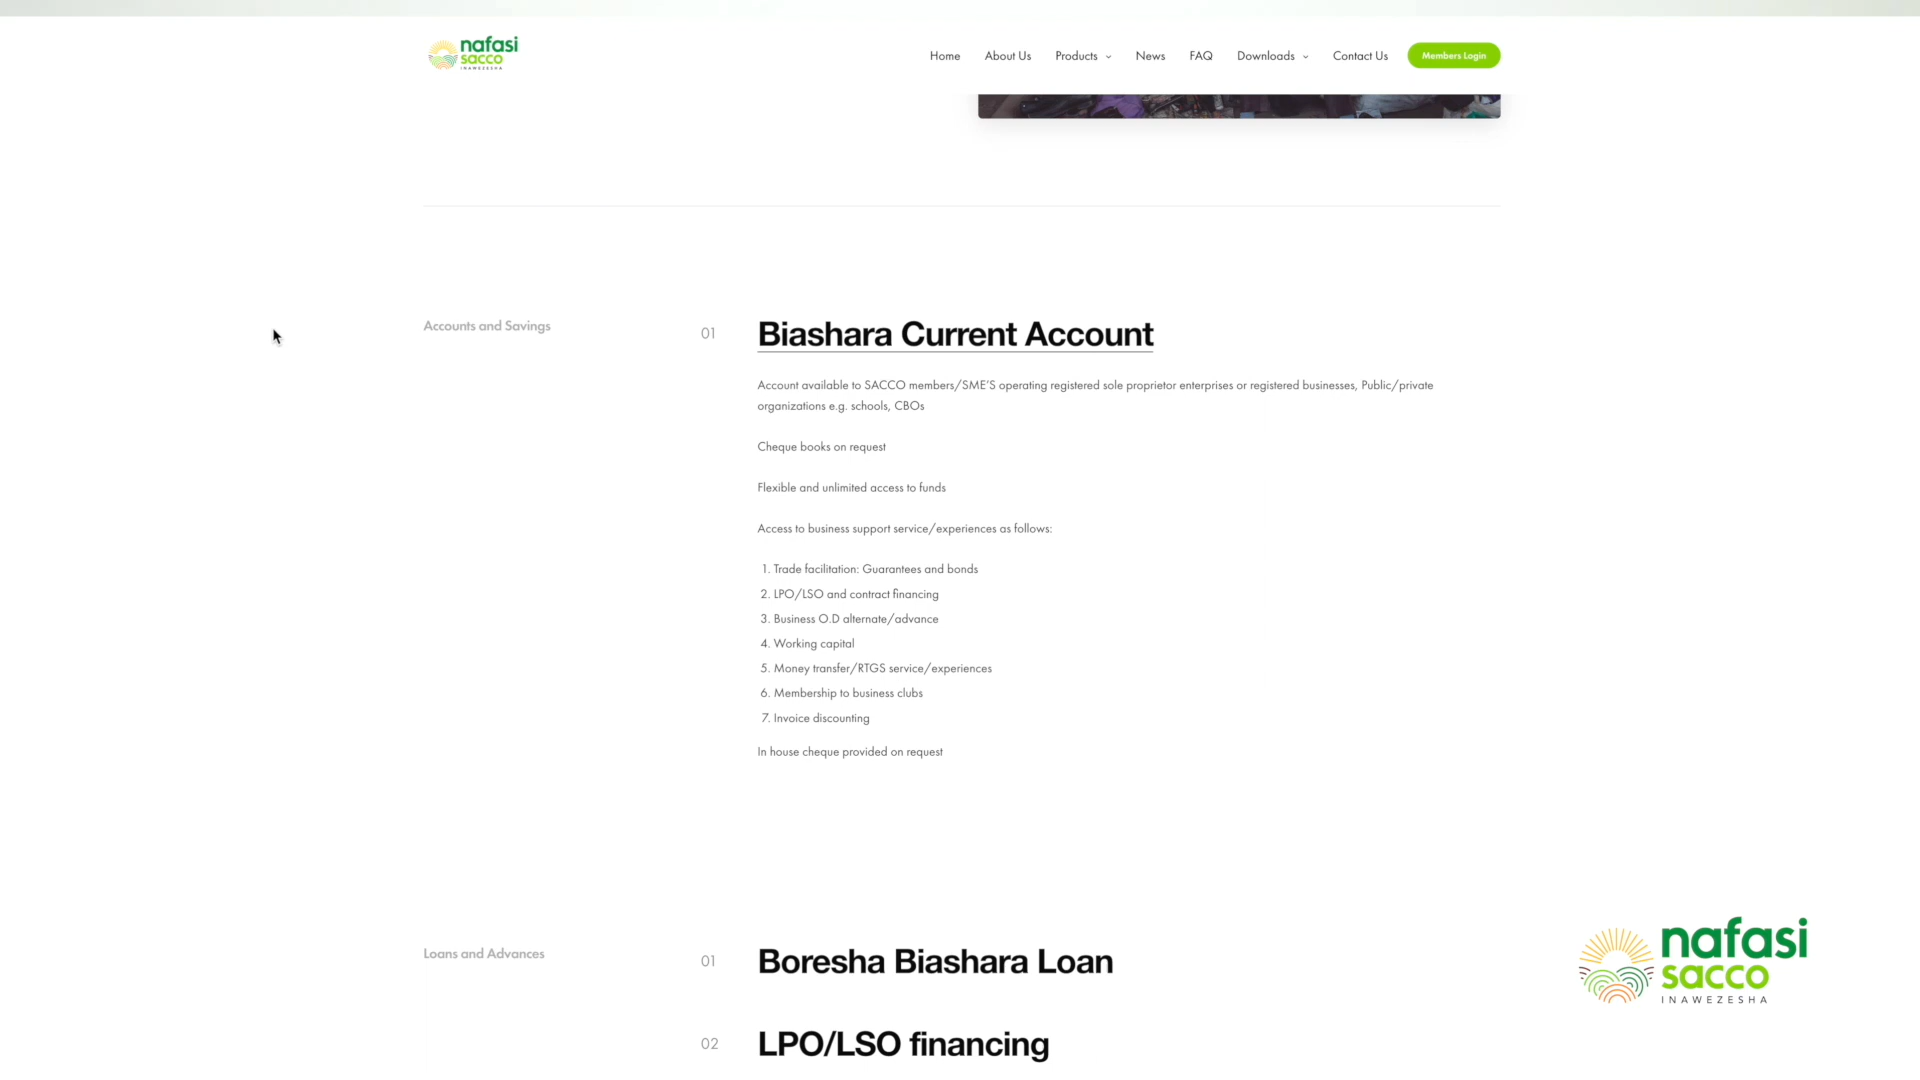 nafasi
sacco
INAWEZESHA
Home About Us Products News FAQ Downloads Contact Us Members Login
Accounts and Savings
01 Biashara Current Account
Account available to SACCO members/SME'S operating registered sole proprietor enterprises or registered businesses, Public/private
organizations e.g. schools, CBOs
Cheque books on request
Flexible and unlimited access to funds
Access to business support service/experiences as follows:
1. Trade facilitation: Guarantees and bonds
2. LPO/LSO and contract financing
3. Business O.D alternate/advance
4. Working capital
5. Money transfer/RTGS service/experiences
6. Membership to business clubs
7. Invoice discounting
In house cheque provided on request
Loans and Advances
01 Boresha Biashara Loan
02 LPO/LSO financing
nafasi
sacco
INAWEZESHA